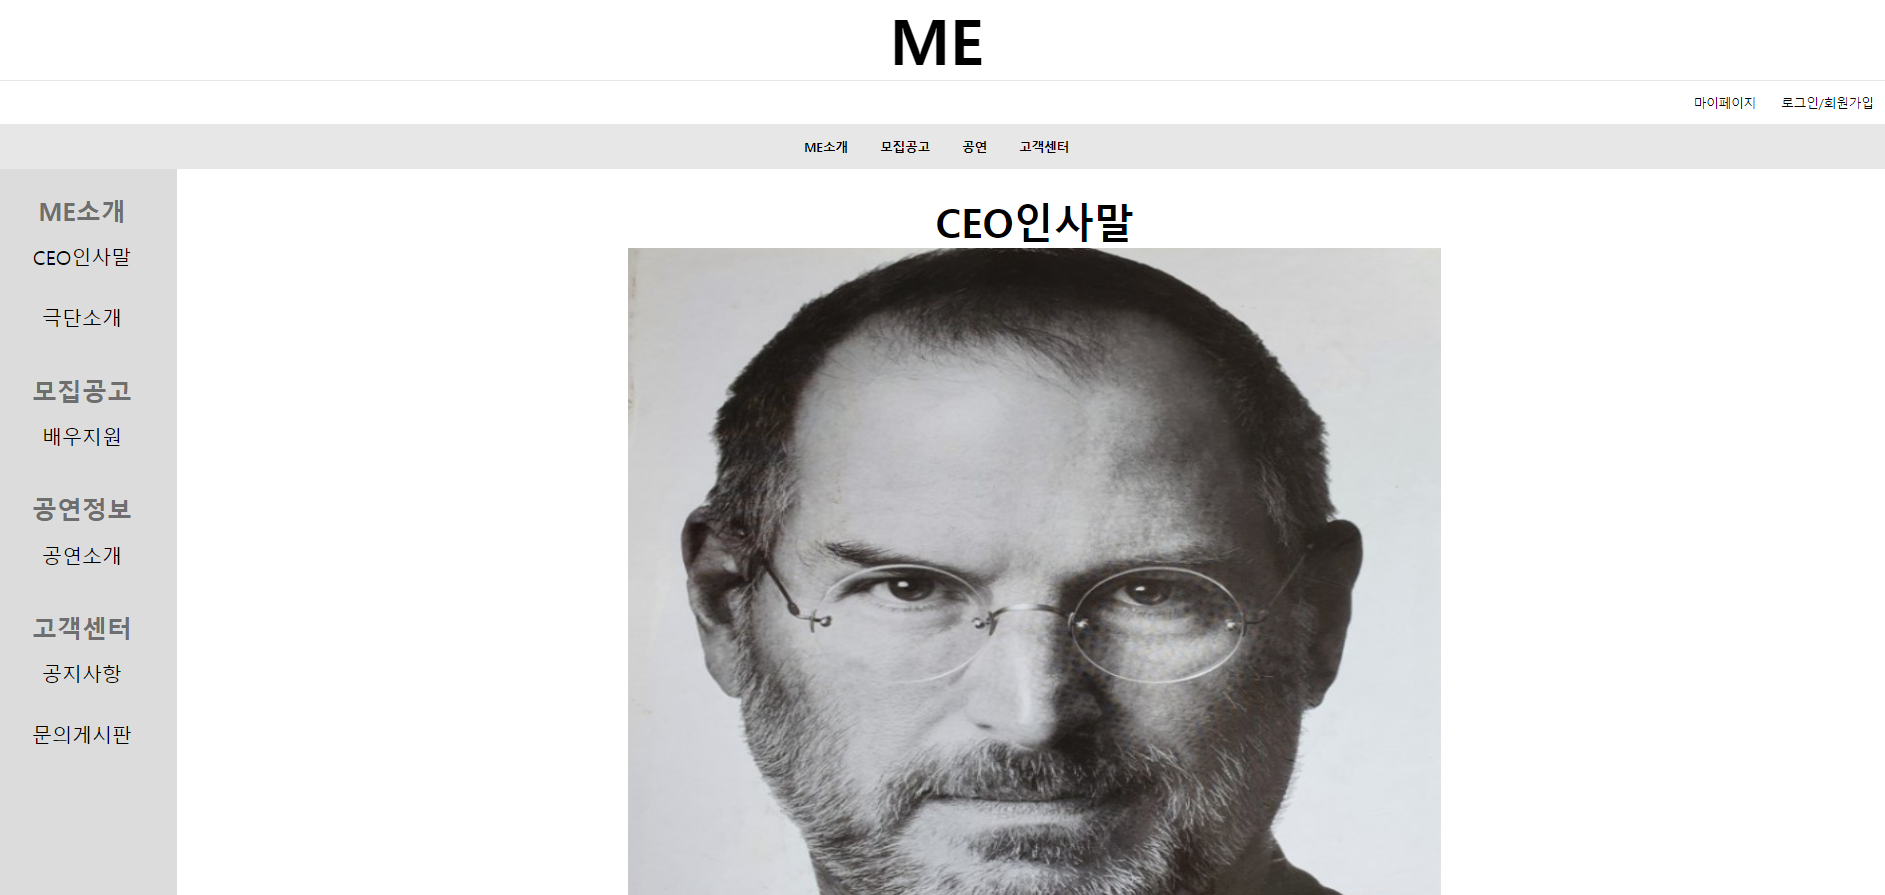 ME
마이페이지 로그인/회원가입
ME소개 모집공고 공연 고객센터
ME소개
CEO인사말
극단소개
모집공고
배우지원
공연정보
공연소개
고객센터
공지사항
문의게시판
CEO인사말